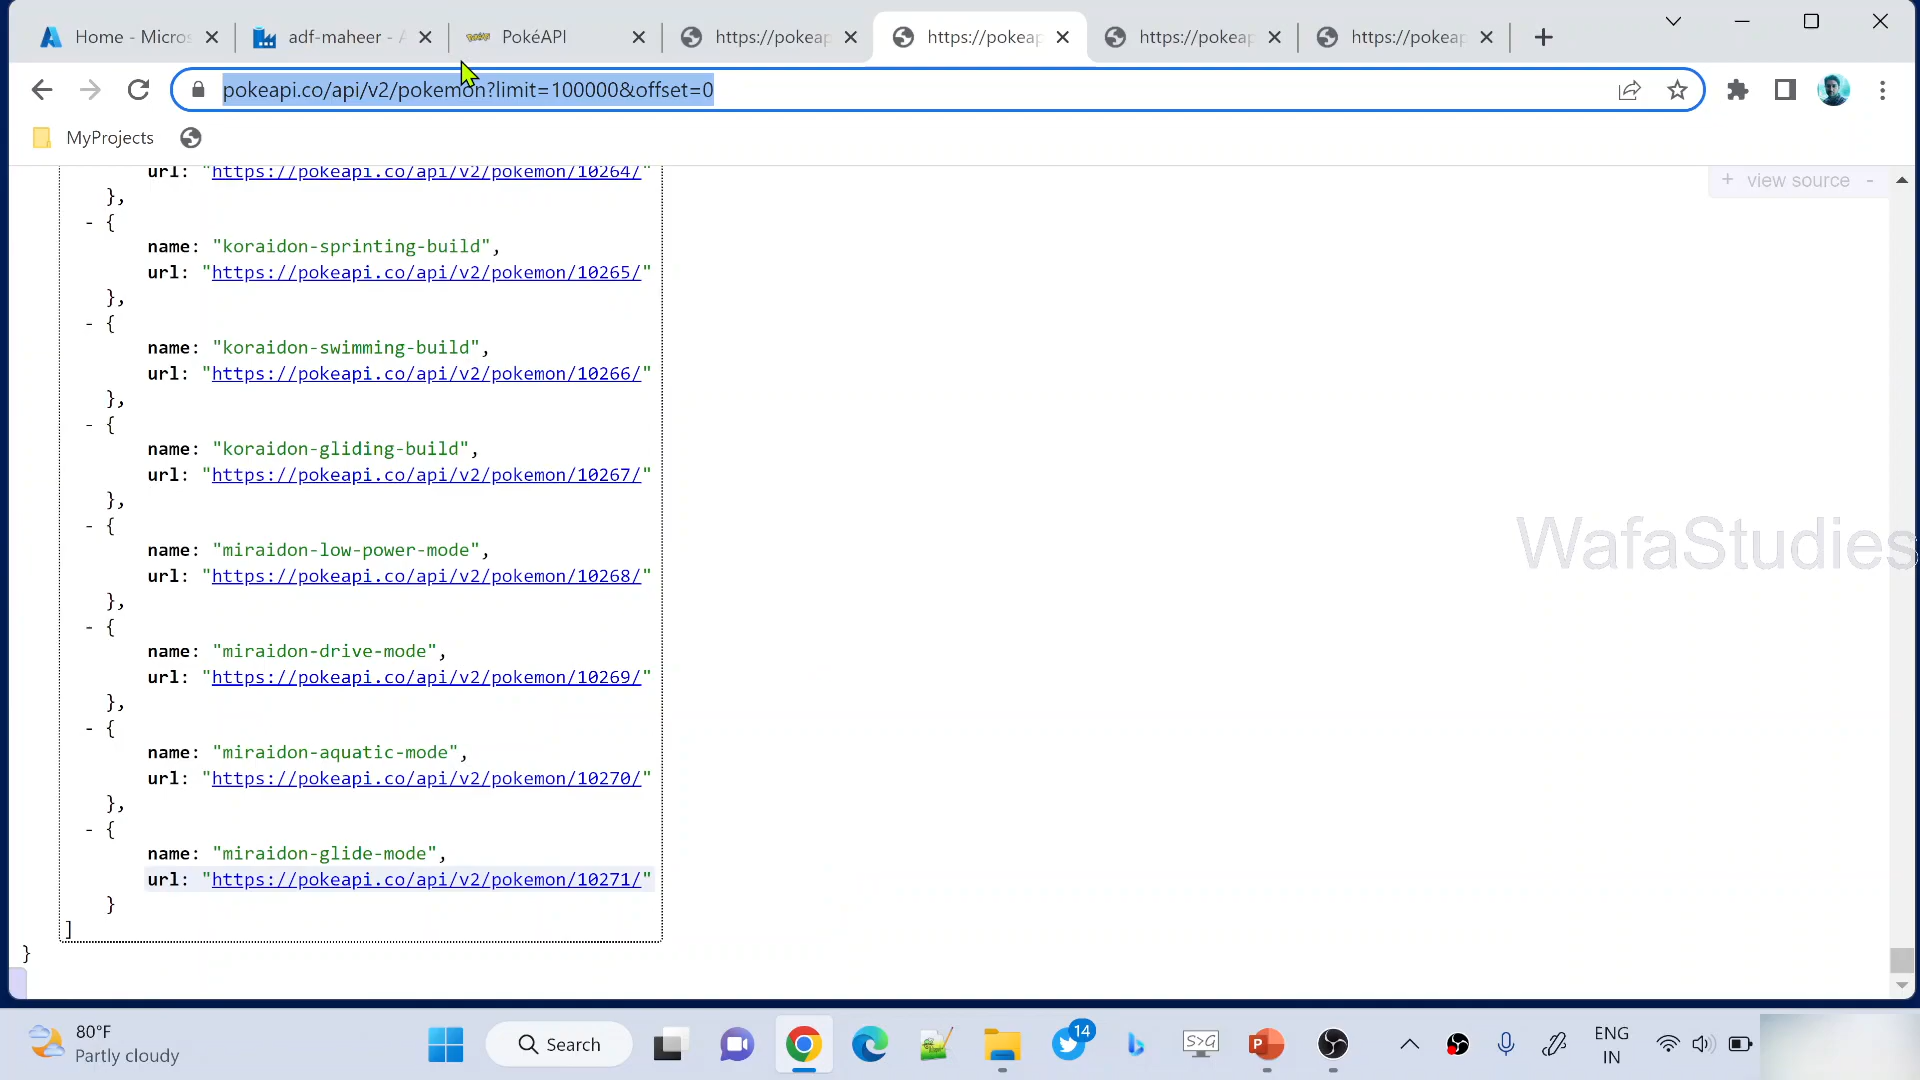 Home - Micros
adf-maheer - A
PokéAPI
https://pokeap
https://pokeap
https://pokeap
https://pokeap
pokeapi.co/api/v2/pokemon?limit=100000&offset=0
MyProjects
+ view source -
url: "https://pokeapi.co/api/v2/pokemon/10264/"
},
- {
name: "koraidon-sprinting-build",
url: "https://pokeapi.co/api/v2/pokemon/10265/"
},
- {
name: "koraidon-swimming-build",
url: "https://pokeapi.co/api/v2/pokemon/10266/"
},
- {
name: "koraidon-gliding-build",
url: "https://pokeapi.co/api/v2/pokemon/10267/"
},
- {
name: "miraidon-low-power-mode",
url: "https://pokeapi.co/api/v2/pokemon/10268/"
},
- {
name: "miraidon-drive-mode",
url: "https://pokeapi.co/api/v2/pokemon/10269/"
},
- {
name: "miraidon-aquatic-mode",
url: "https://pokeapi.co/api/v2/pokemon/10270/"
},
- {
name: "miraidon-glide-mode",
url: "https://pokeapi.co/api/v2/pokemon/10271/"
}
]
}
WafaStudies
80°F
Partly cloudy
Search
14
S>G
P
ENG
IN